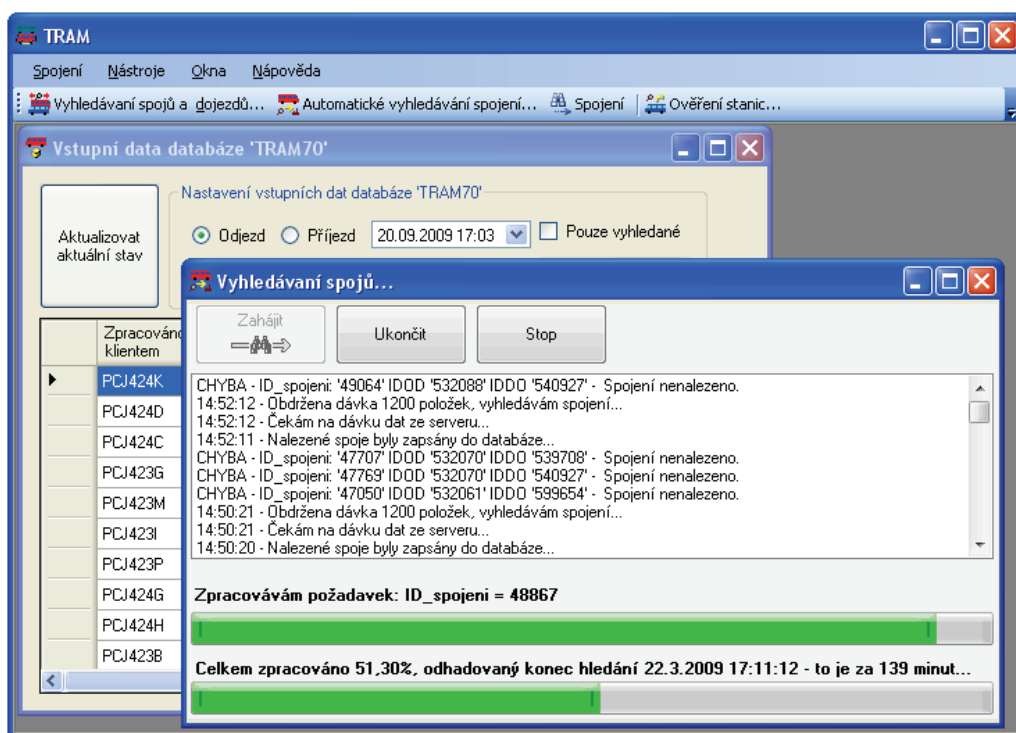 TRAM
Spojení Nástroje Okna Nápověda
Vyhledávaní spojů a dojezdů... Automatické vyhledávání spojení... Spojení Ověření stanic...
Vstupní data databáze 'TRAM70'
Nastavení vstupních dat databáze 'TRAM70'
Aktualizovat aktuální stav
Odjezd Příjezd 20.09.2009 17:03 Pouze vyhledané
Vyhledávaní spojů...
Zahájit Ukončit Stop
Zpracováno
klientem
PCJ424K
PCJ424D
PCJ424C
PCJ423G
PCJ423M
PCJ423I
PCJ423P
PCJ424G
PCJ424H
PCJ423B
CHYBA - ID_spojeni: '49064' IDOD '532088' IDDO '540927' - Spojení nenalezeno.
14:52:12 - Obdržena dávka 1200 položek, vyhledávám spojení...
14:52:12 - Čekám na dávku dat ze serveru...
14:52:11 - Nalezené spoje byly zapsány do databáze...
CHYBA - ID_spojeni: '47707' IDOD '532070' IDDO '539708' - Spojení nenalezeno.
CHYBA - ID_spojeni: '47769' IDOD '532070' IDDO '540927' - Spojení nenalezeno.
CHYBA - ID_spojeni: '47050' IDOD '532061' IDDO '599654' - Spojení nenalezeno.
14:50:21 - Obdržena dávka 1200 položek, vyhledávám spojení...
14:50:21 - Čekám na dávku dat ze serveru...
14:50:20 - Nalezené spoje byly zapsány do databáze...
Zpracovávám požadavek: ID_spojeni = 48867
Celkem zpracováno 51,30%, odhadovaný konec hledání 22.3.2009 17:11:12 - to je za 139 minut...